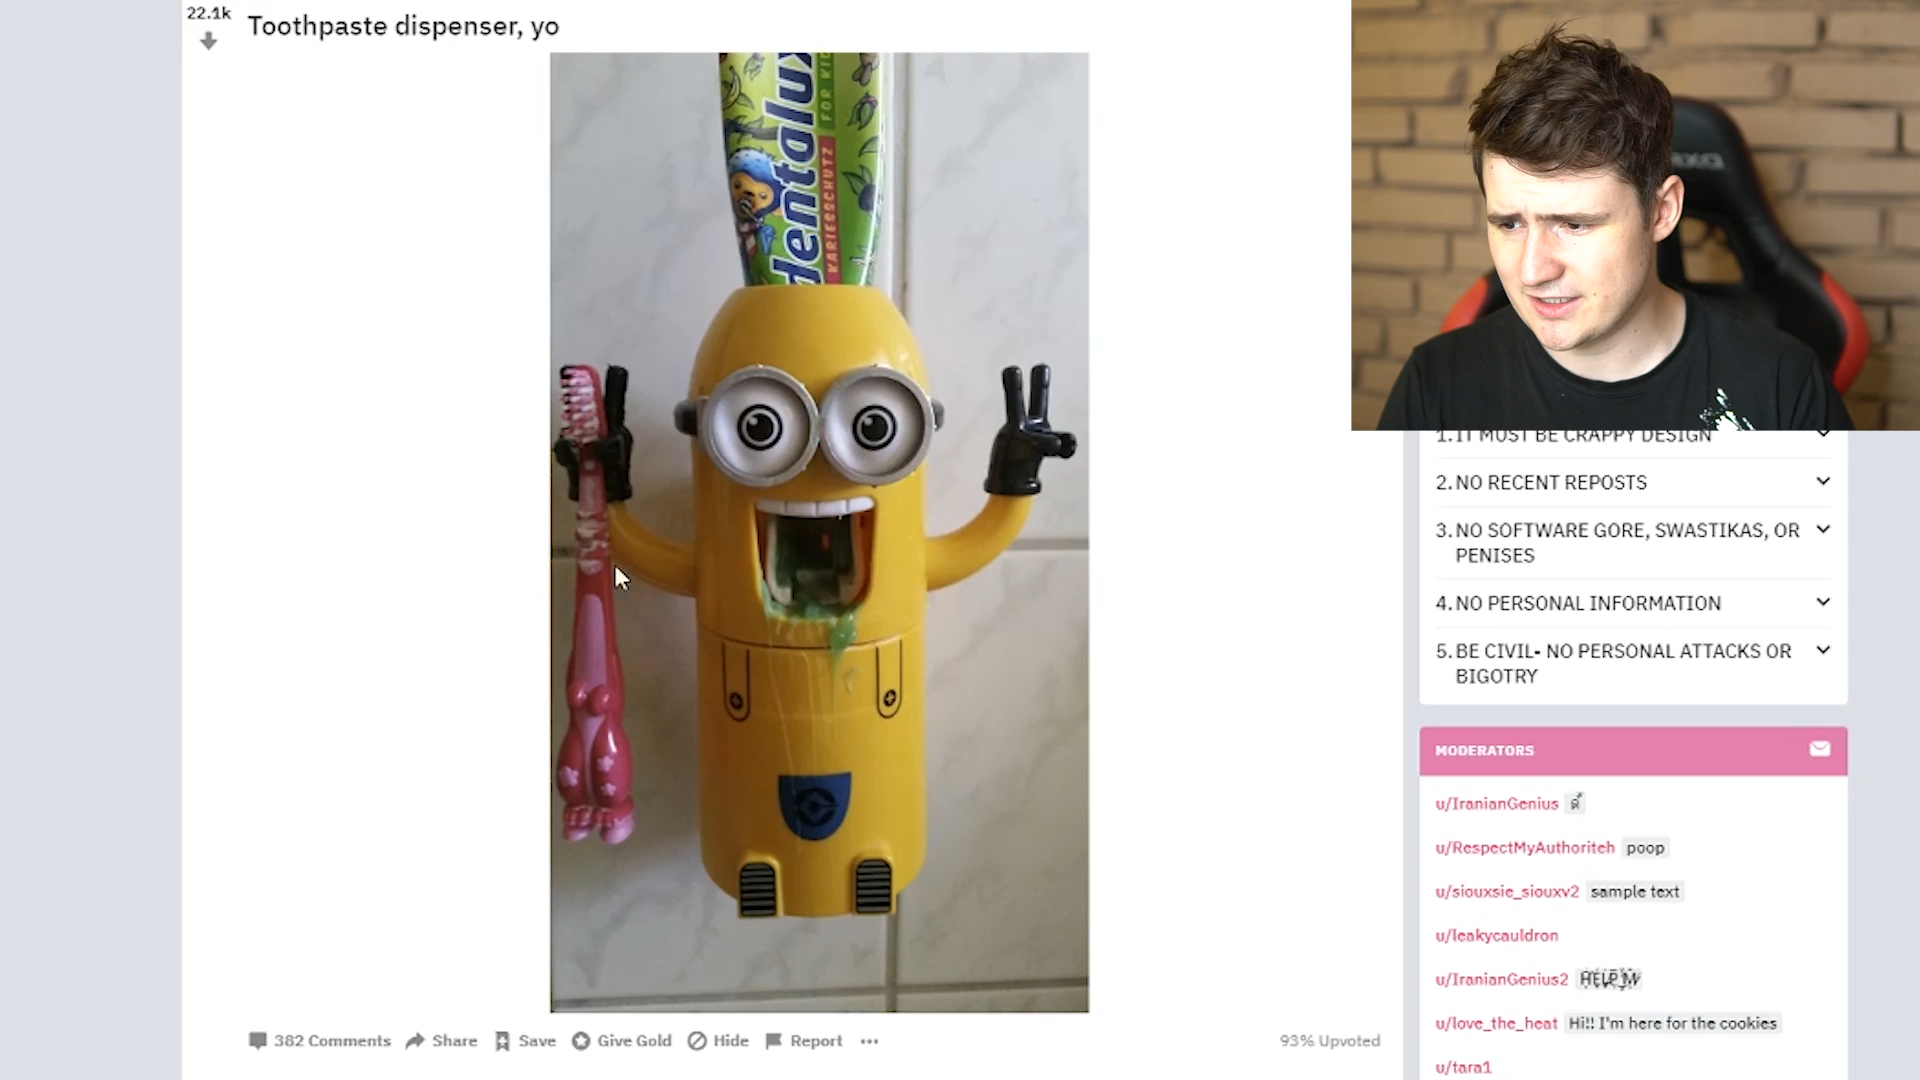 22.1k
Toothpaste dispenser, yo
dentalux
FOR KID
KARIESSCHUTZ
1. IT MUST BE CRAPPY DESIGN
2. NO RECENT REPOSTS
3. NO SOFTWARE GORE, SWASTIKAS, OR
PENISES
4. NO PERSONAL INFORMATION
5. BE CIVIL- NO PERSONAL ATTACKS OR
BIGOTRY
MODERATORS
u/IranianGenius
u/RespectMyAuthoriteh poop
u/siouxsie_siouxv2 sample text
u/leakycauldron
u/IranianGenius2 HELP M
u/love_the_heat Hi!! I'm here for the cookies
u/tara1
382 Comments Share Save Give Gold Hide Report ••• 93% Upvoted